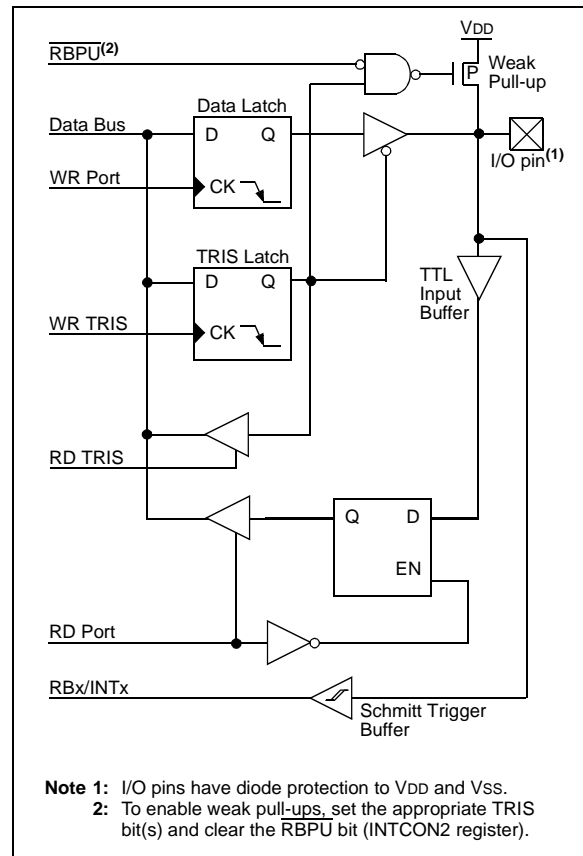 VDD
RBPU(2)
Weak
P
Pull-up
Data Latch
Data Bus
D Q
I/O pin(1)
WR Port
CK
TRIS Latch
D Q
TTL
Input
Buffer
WR TRIS
CK
RD TRIS
Q D
EN
RD Port
RBx/INTx
Schmitt Trigger
Buffer
Note 1: I/O pins have diode protection to VDD and VSS.
2: To enable weak pull-ups, set the appropriate TRIS
bit(s) and clear the RBPU bit (INTCON2 register).